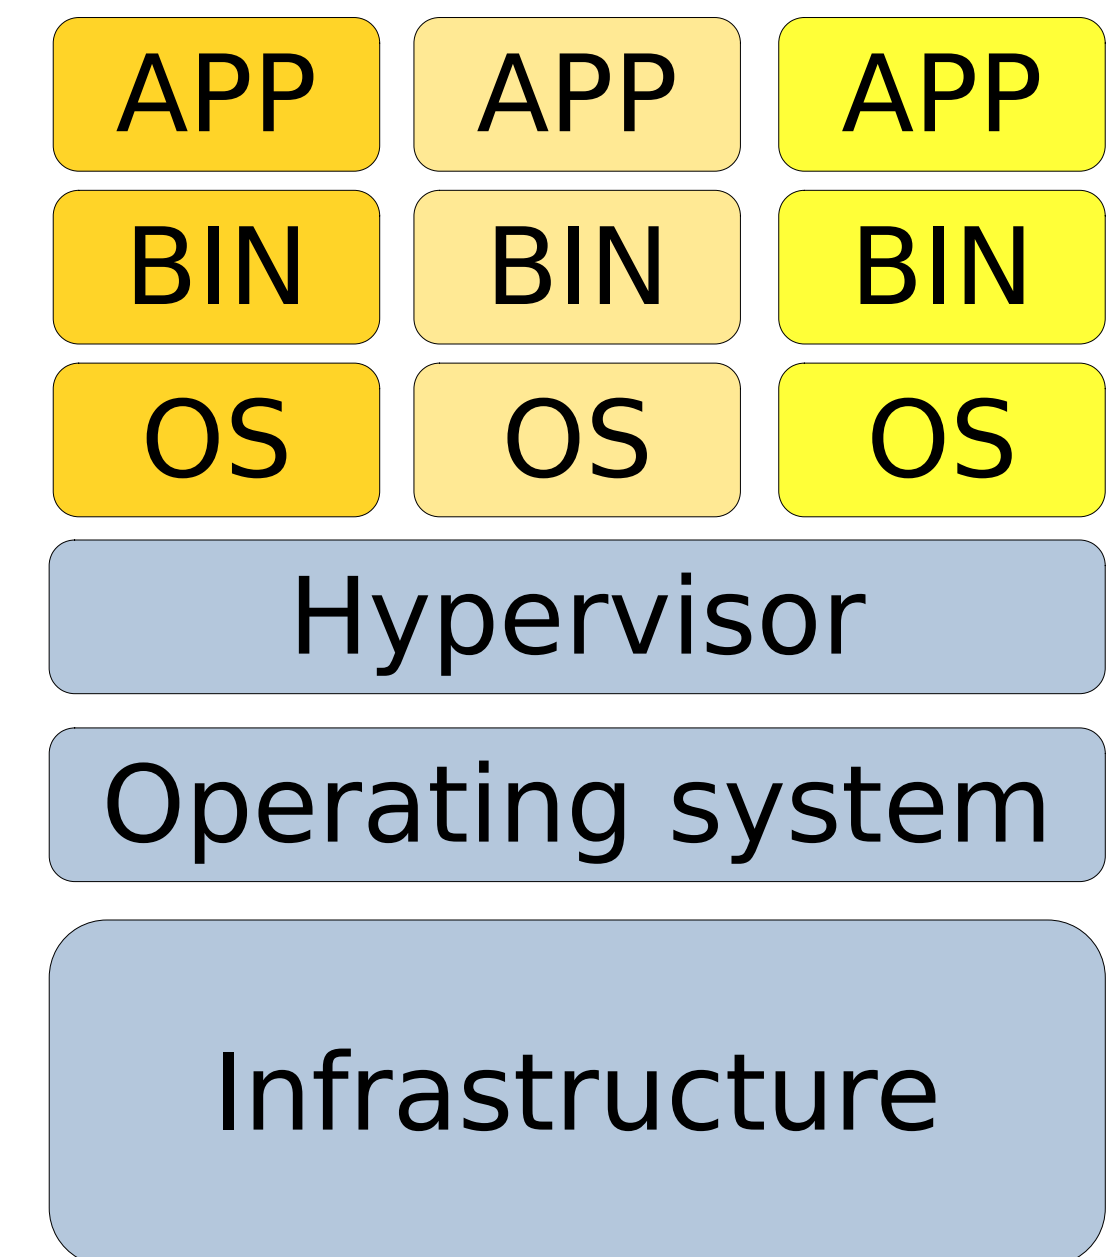 APP APP APP
BIN BIN BIN
OS OS OS
Hypervisor
Operating system
Infrastructure